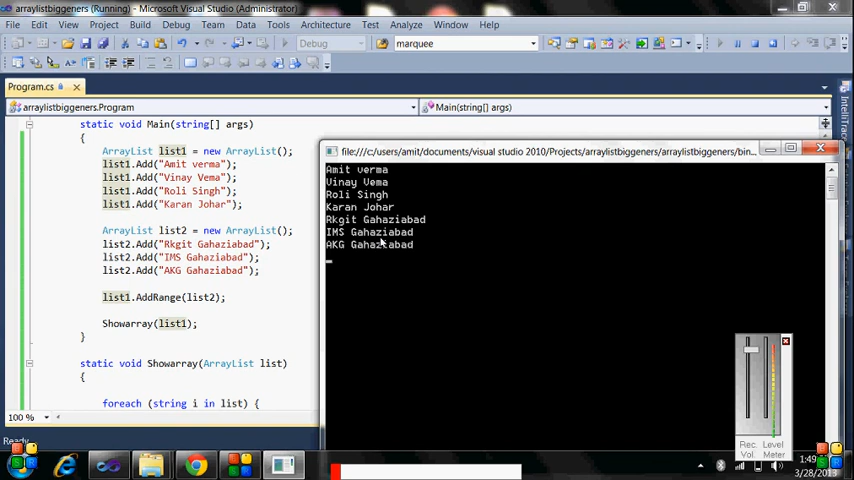 arraylistbiggeners (Running) - Microsoft Visual Studio (Administrator)
File Edit View Project Build Debug Team Data Tools Architecture Test Analyze Window Help
Debug marquee
Program.cs
arraylistbiggeners.Program Main(string[] args)
static void Main(string[] args)
{
ArrayList list1 = new ArrayList();
list1.Add("Amit verma");
list1.Add("Vinay Vema");
list1.Add("Roli Singh");
list1.Add("Karan Johar");
ArrayList list2 = new ArrayList();
list2.Add("Rkgit Gahaziabad");
list2.Add("IMS Gahaziabad");
list2.Add("AKG Gahaziabad");
list1.AddRange(list2);
Showarray(list1);
}
static void Showarray(ArrayList list)
{
foreach (string i in list) {
100 %
Ready
file:///c:/users/amit/documents/visual studio 2010/Projects/arraylistbiggeners/arraylistbiggeners/bin...
Amit verma
Vinay Vema
Roli Singh
Karan Johar
Rkgit Gahaziabad
IMS Gahaziabad
AKG Gahaziabad
Rec. Vol.
Level Meter
3/28/2013